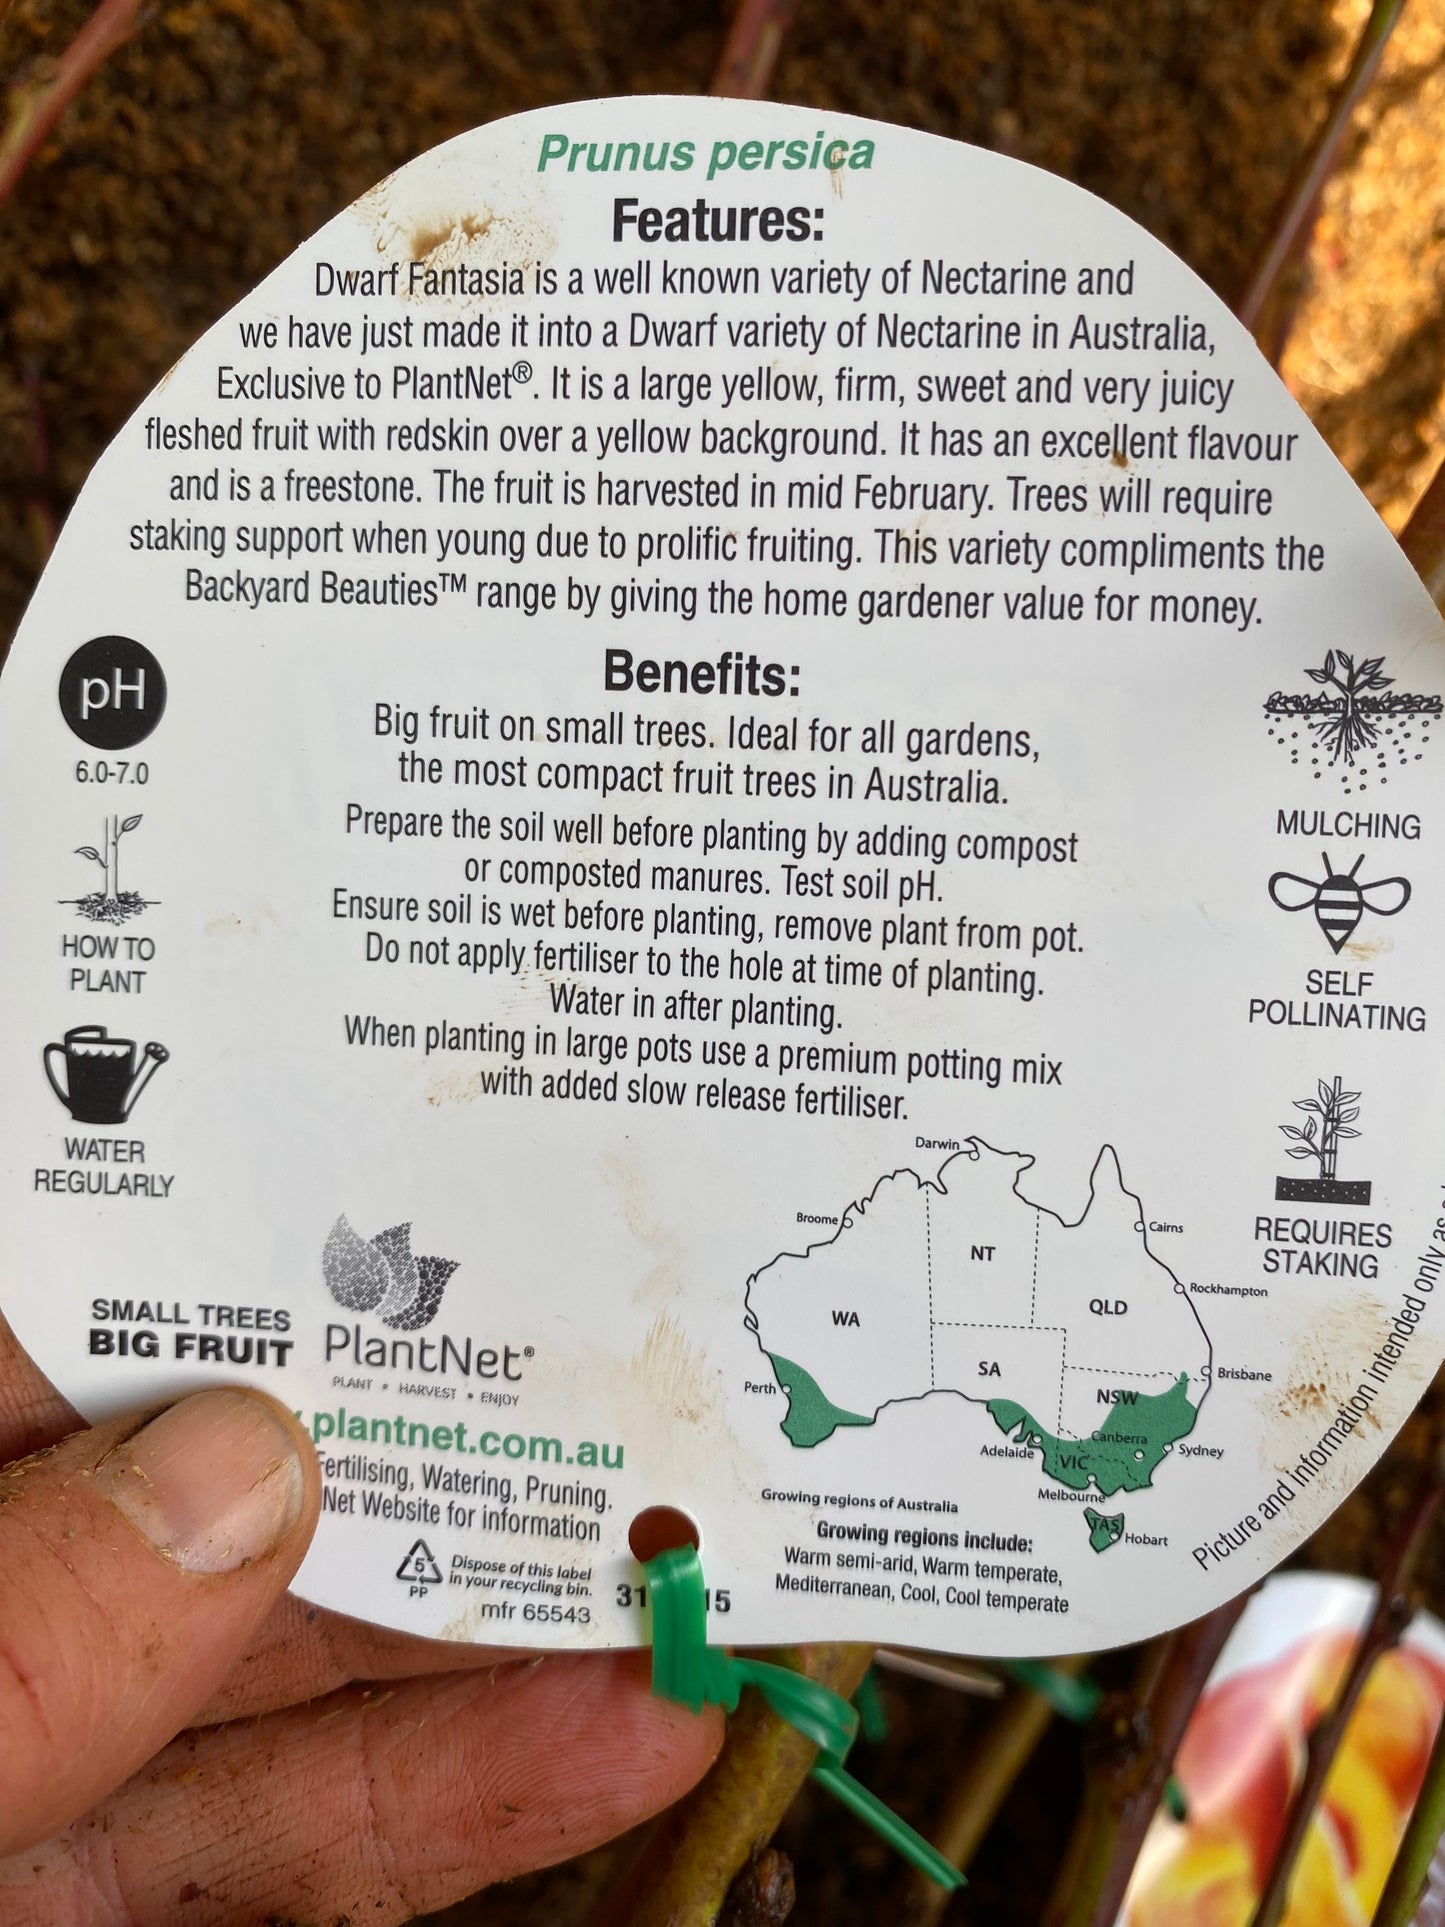 Prunus persica
Features:
Dwarf Fantasia is a well known variety of Nectarine and
we have just made it into a Dwarf variety of Nectarine in Australia,
Exclusive to PlantNet®. It is a large yellow, firm, sweet and very juicy
fleshed fruit with redskin over a yellow background. It has an excellent flavour
and is a freestone. The fruit is harvested in mid February. Trees will require
staking support when young due to prolific fruiting. This variety compliments the
Backyard Beauties™ range by giving the home gardener value for money.
pH
6.0-7.0
HOW TO
PLANT
WATER
REGULARLY
Benefits:
Big fruit on small trees. Ideal for all gardens,
the most compact fruit trees in Australia.
Prepare the soil well before planting by adding compost
or composted manures. Test soil pH.
Ensure soil is wet before planting, remove plant from pot.
Do not apply fertiliser to the hole at time of planting.
Water in after planting.
When planting in large pots use a premium potting mix
with added slow release fertiliser.
MULCHING
SELF
POLLINATING
REQUIRES
STAKING
SMALL TREES
BIG FRUIT
PlantNet®
PLANT • HARVEST • ENJOY
.plantnet.com.au
Fertilising, Watering, Pruning.
Net Website for information
5
PP
Dispose of this label
in your recycling bin.
mfr 65543
31 15
Darwin
Broome
Cairns
NT
Rockhampton
QLD
WA
SA
Brisbane
Perth
NSW
Canberra
Adelaide
Sydney
VIC
Melbourne
TAS
Hobart
Growing regions of Australia
Growing regions include:
Warm semi-arid, Warm temperate,
Mediterranean, Cool, Cool temperate
Picture and information intended only as